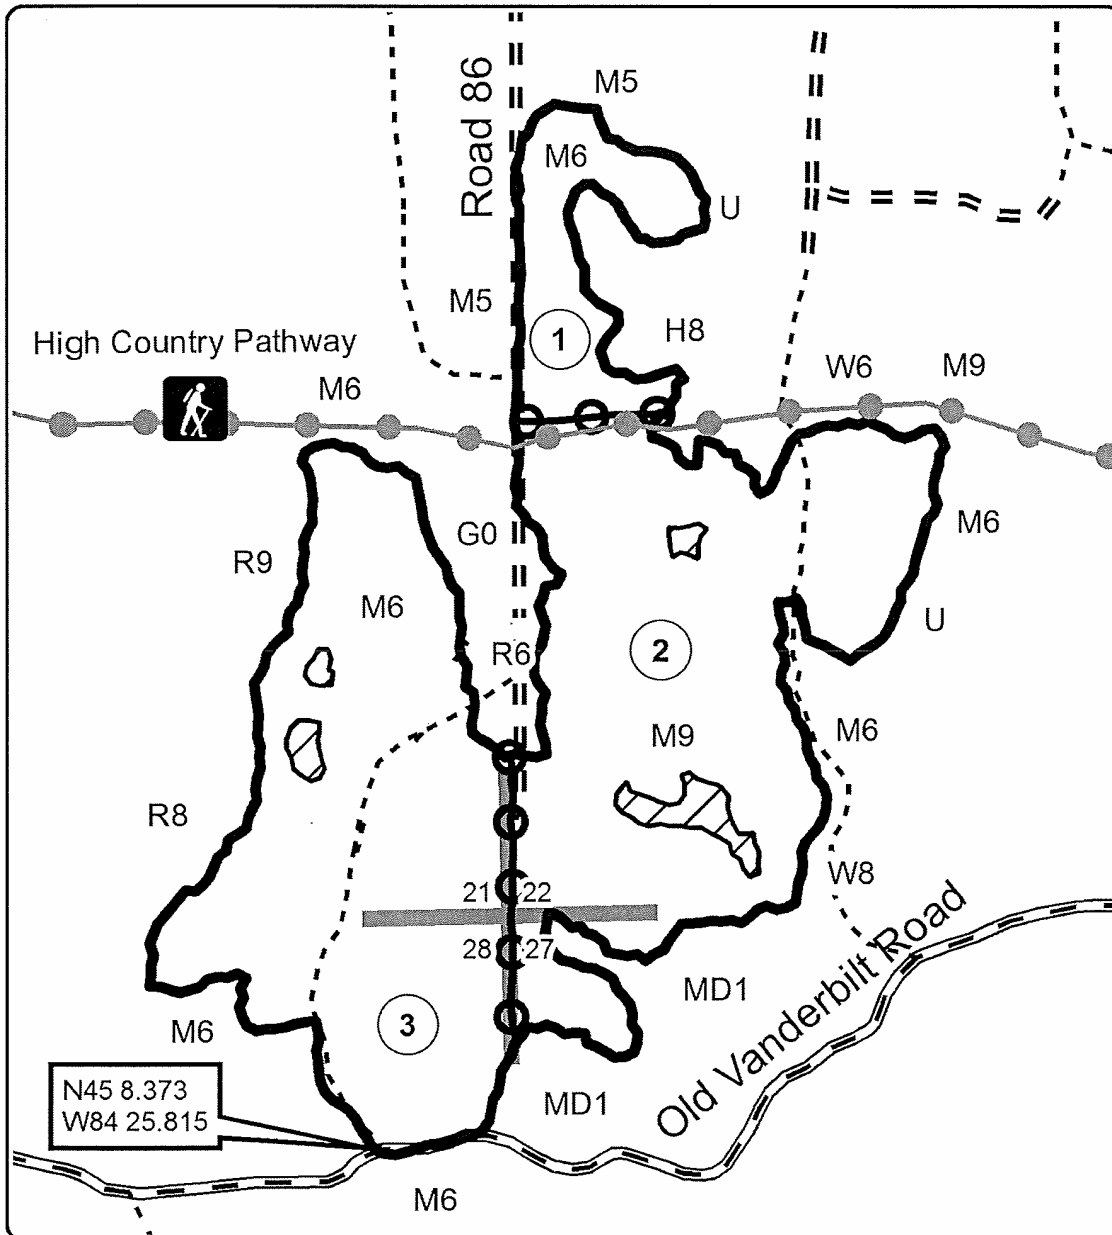 Road 86
M5
M6
U
M5
1
H8
High Country Pathway
M6
W6
M9
G0
M6
R9
M6
U
2
R6
M9
M6
R8
W8
21
22
28
27
MD1
Old Vanderbilt Road
3
M6
N45 8.373
W84 25.815
MD1
M6